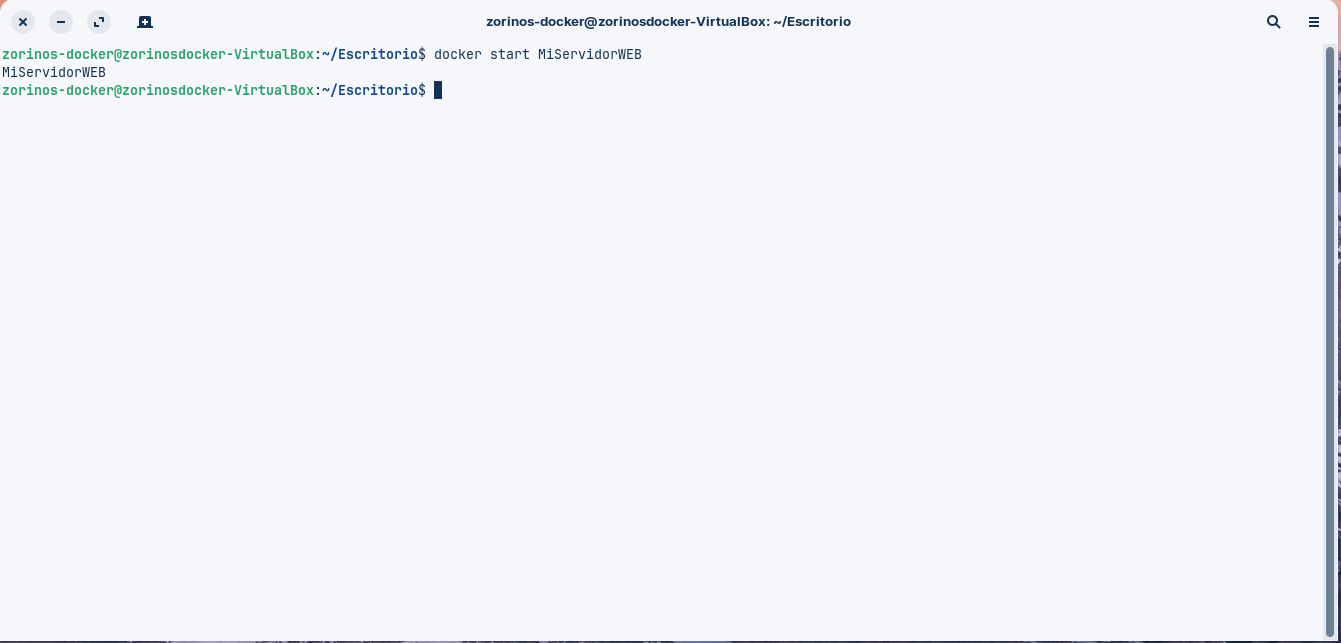 zorinos-docker@zorinosdocker-VirtualBox: ~/Escritorio
zorinos-docker@zorinosdocker-VirtualBox:~/Escritorio$ docker start MiServidorWEB
MiServidorWEB
zorinos-docker@zorinosdocker-VirtualBox:~/Escritorio$